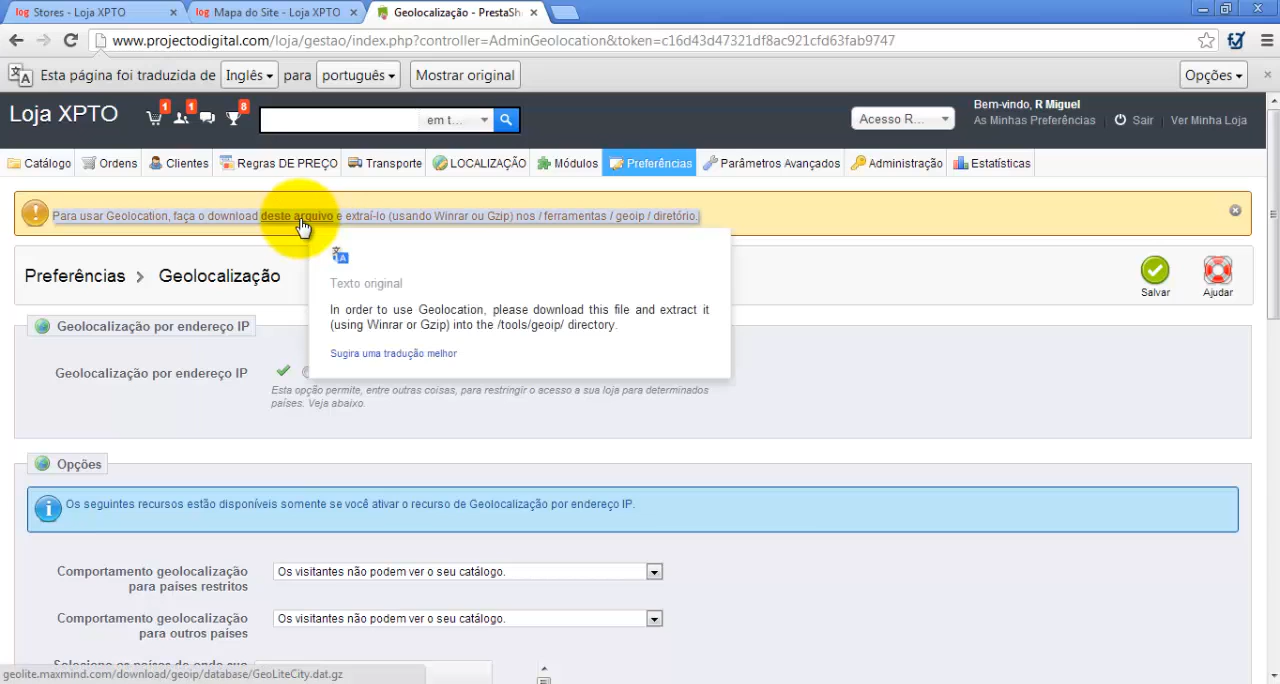 log Stores - Loja XPTO
log Mapa do Site - Loja XPTO
Geolocalização - PrestaSh
www.projectodigital.com/loja/gestao/index.php?controller=AdminGeolocation&token=c16d43d47321df8ac921cfd63fab9747
Esta página foi traduzida de Inglês para português Mostrar original Opções
Loja XPTO
1 1 8
em t...
Acesso R...
Bem-vindo, R Miguel
As Minhas Preferências Sair Ver Minha Loja
Catálogo Ordens Clientes Regras DE PREÇO Transporte LOCALIZAÇÃO Módulos Preferências Parâmetros Avançados Administração Estatísticas
Para usar Geolocation, faça o download deste arquivo e extraí-lo (usando Winrar ou Gzip) nos / ferramentas / geoip / diretório.
Texto original
In order to use Geolocation, please download this file and extract it
(using Winrar or Gzip) into the /tools/geoip/ directory.
Sugira uma tradução melhor
Preferências > Geolocalização
Salvar Ajudar
Geolocalização por endereço IP
Geolocalização por endereço IP
Esta opção permite, entre outras coisas, para restringir o acesso a sua loja para determinados
países. Veja abaixo.
Opções
Os seguintes recursos estão disponíveis somente se você ativar o recurso de Geolocalização por endereço IP.
Comportamento geolocalização
para países restritos
Os visitantes não podem ver o seu catálogo.
Comportamento geolocalização
para outros países
Os visitantes não podem ver o seu catálogo.
Selecione os países de onde sua
geolite.maxmind.com/download/geoip/database/GeoLiteCity.dat.gz